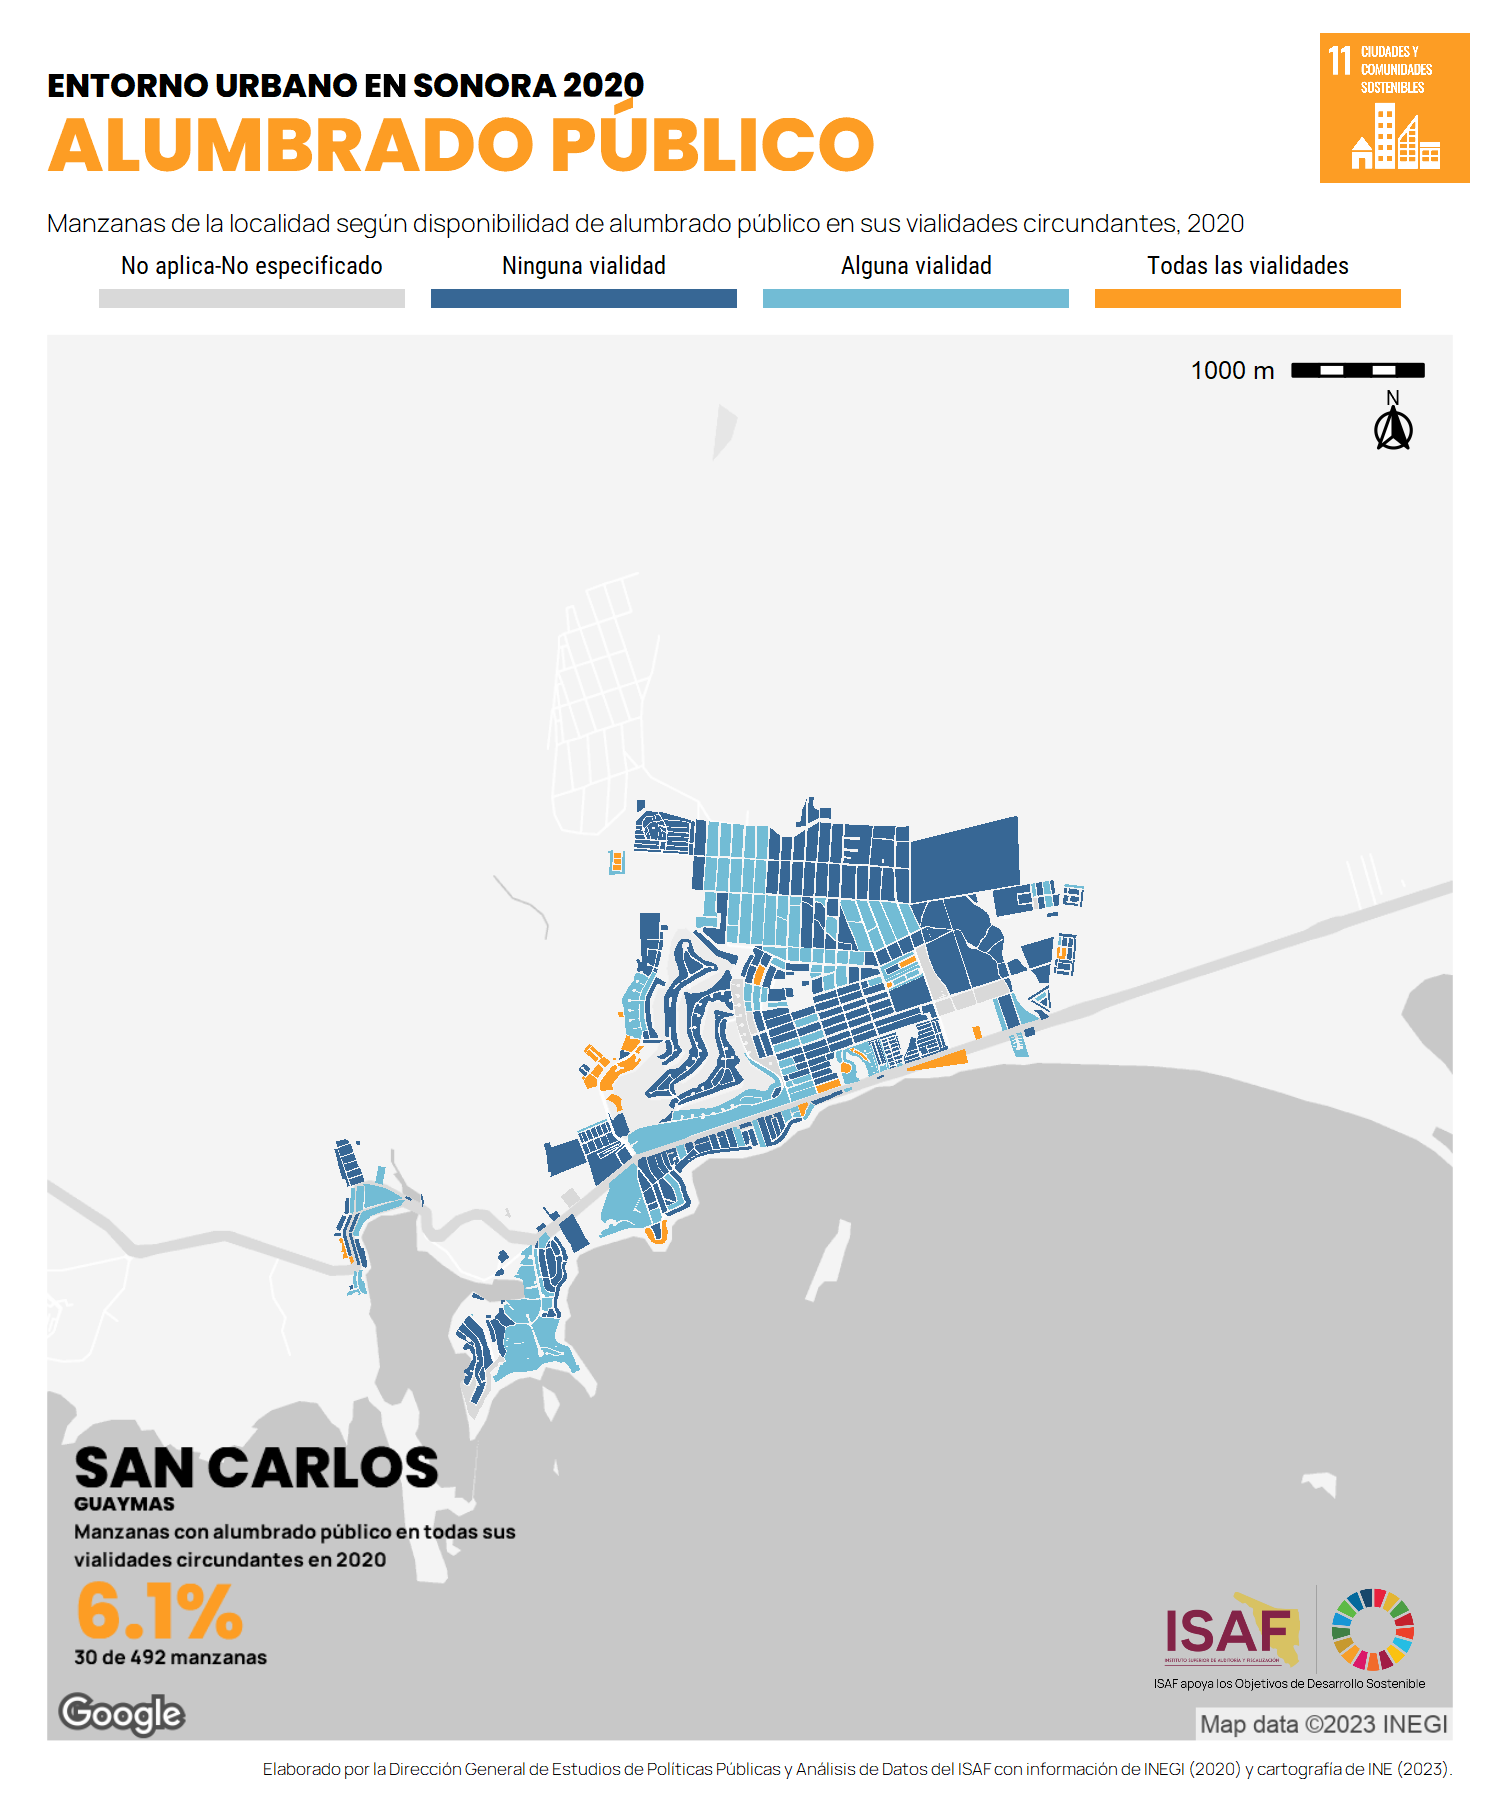 11 CIUDADES Y
COMUNIDADES
SOSTENIBLES
ENTORNO URBANO EN SONORA 2020
ALUMBRADO PÚBLICO
Manzanas de la localidad según disponibilidad de alumbrado público en sus vialidades circundantes, 2020
No aplica-No especificado
Ninguna vialidad
Alguna vialidad
Todas las vialidades
1000 m
N
SAN CARLOS
GUAYMAS
Manzanas con alumbrado público en todas sus
vialidades circundantes en 2020
6.1%
30 de 492 manzanas
ISAF
INSTITUTO SUPERIOR DE AUDITORÍA Y FISCALIZACIÓN
ISAF apoya los Objetivos de Desarrollo Sostenible
Google
Map data ©2023 INEGI
Elaborado por la Dirección General de Estudios de Políticas Públicas y Análisis de Datos del ISAF con información de INEGI (2020) y cartografía de INE (2023).